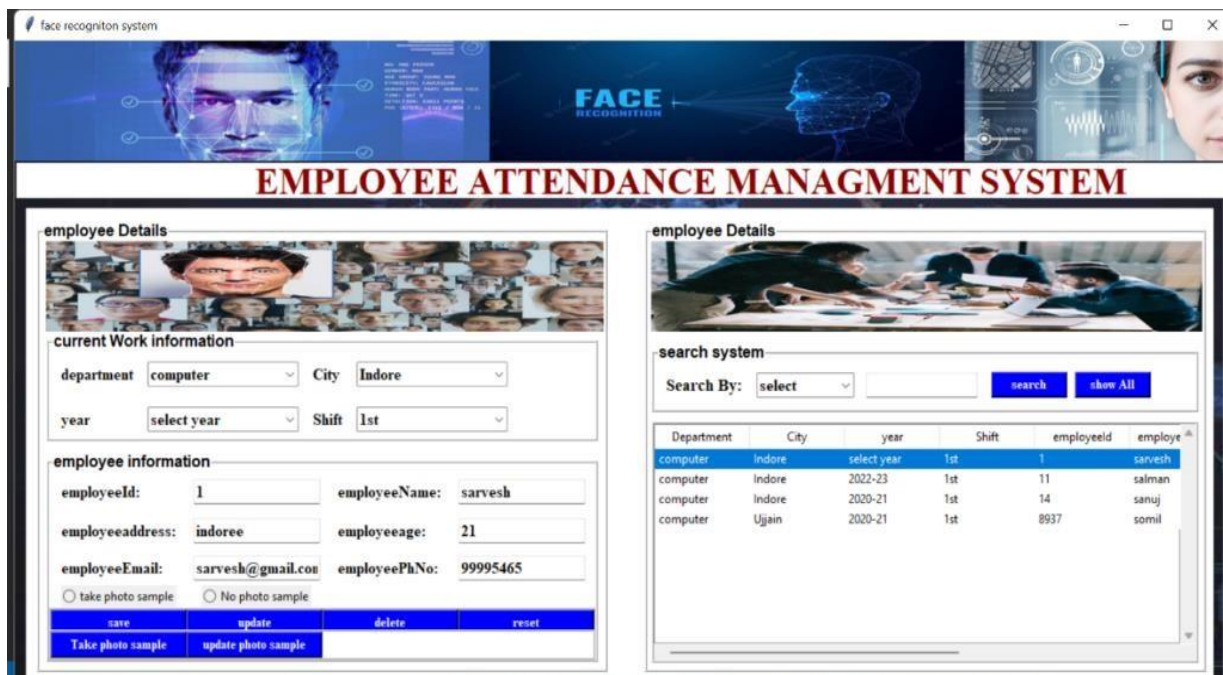 face recogniton system
FACE
RECOGNITION
EMPLOYEE ATTENDANCE MANAGMENT SYSTEM
employee Details
current Work information
department computer City Indore
year select year Shift 1st
employee information
employeeId: 1 employeeName: sarvesh
employeeaddress: indoree employeeage: 21
employeeEmail: sarvesh@gmail.con employeePhNo: 99995465
take photo sample No photo sample
save update delete reset
Take photo sample update photo sample
employee Details
search system
Search By: select search show All
Department City year Shift employeeId employe
computer Indore select year 1st 1 sarvesh
computer Indore 2022-23 1st 11 salman
computer Indore 2020-21 1st 14 sanuj
computer Ujjain 2020-21 1st 8937 somil